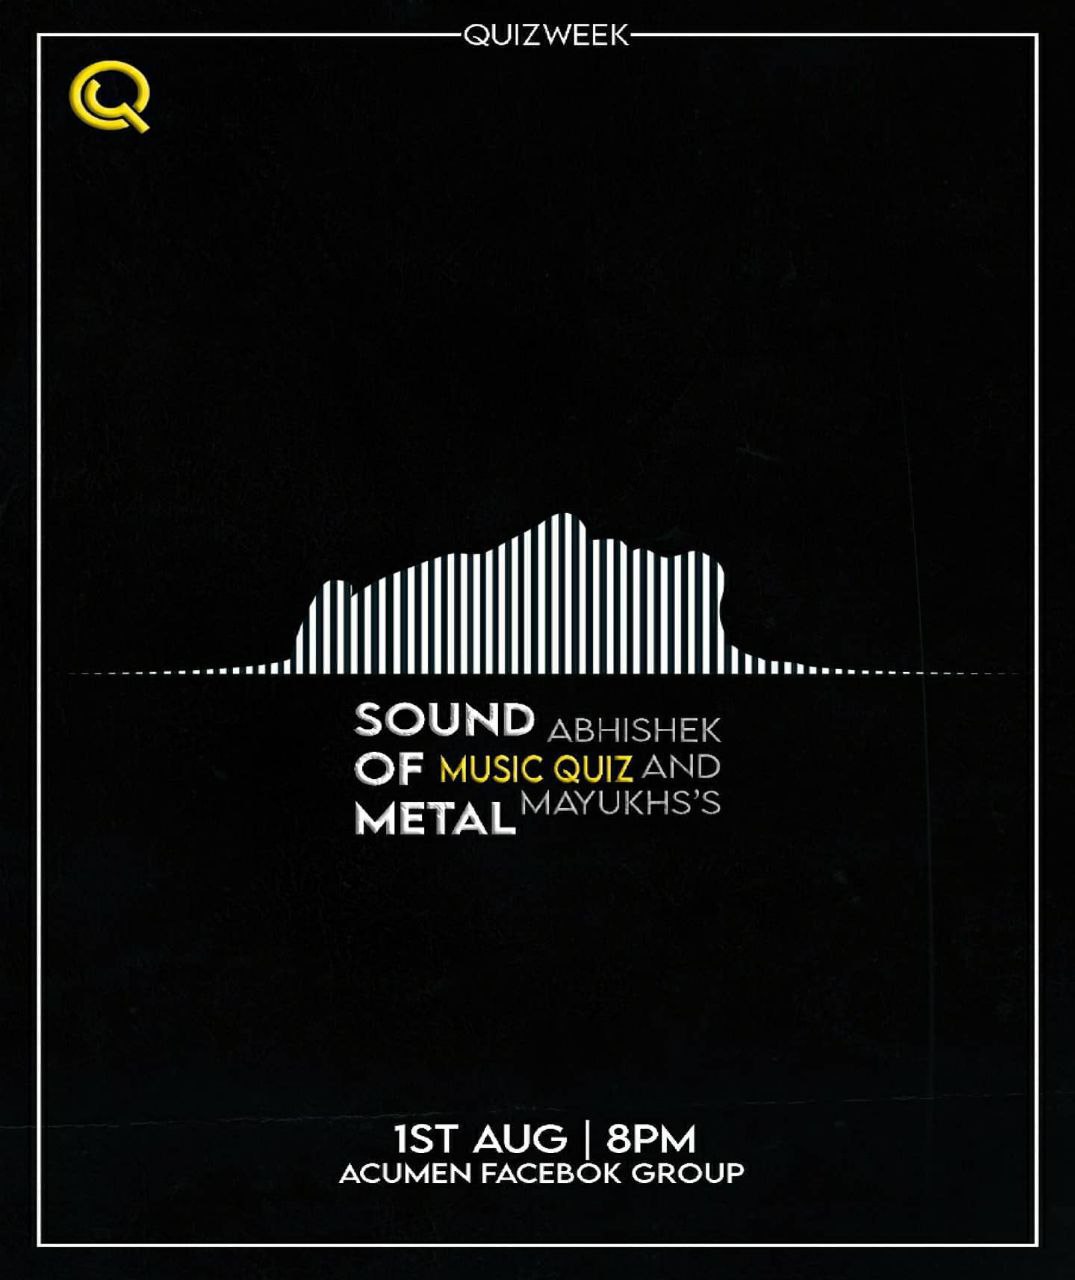 QUIZWEEK
SOUND ABHISHEK
OF MUSIC QUIZ AND
METAL MAYUKHS'S
1ST AUG | 8PM
ACUMEN FACEBOK GROUP